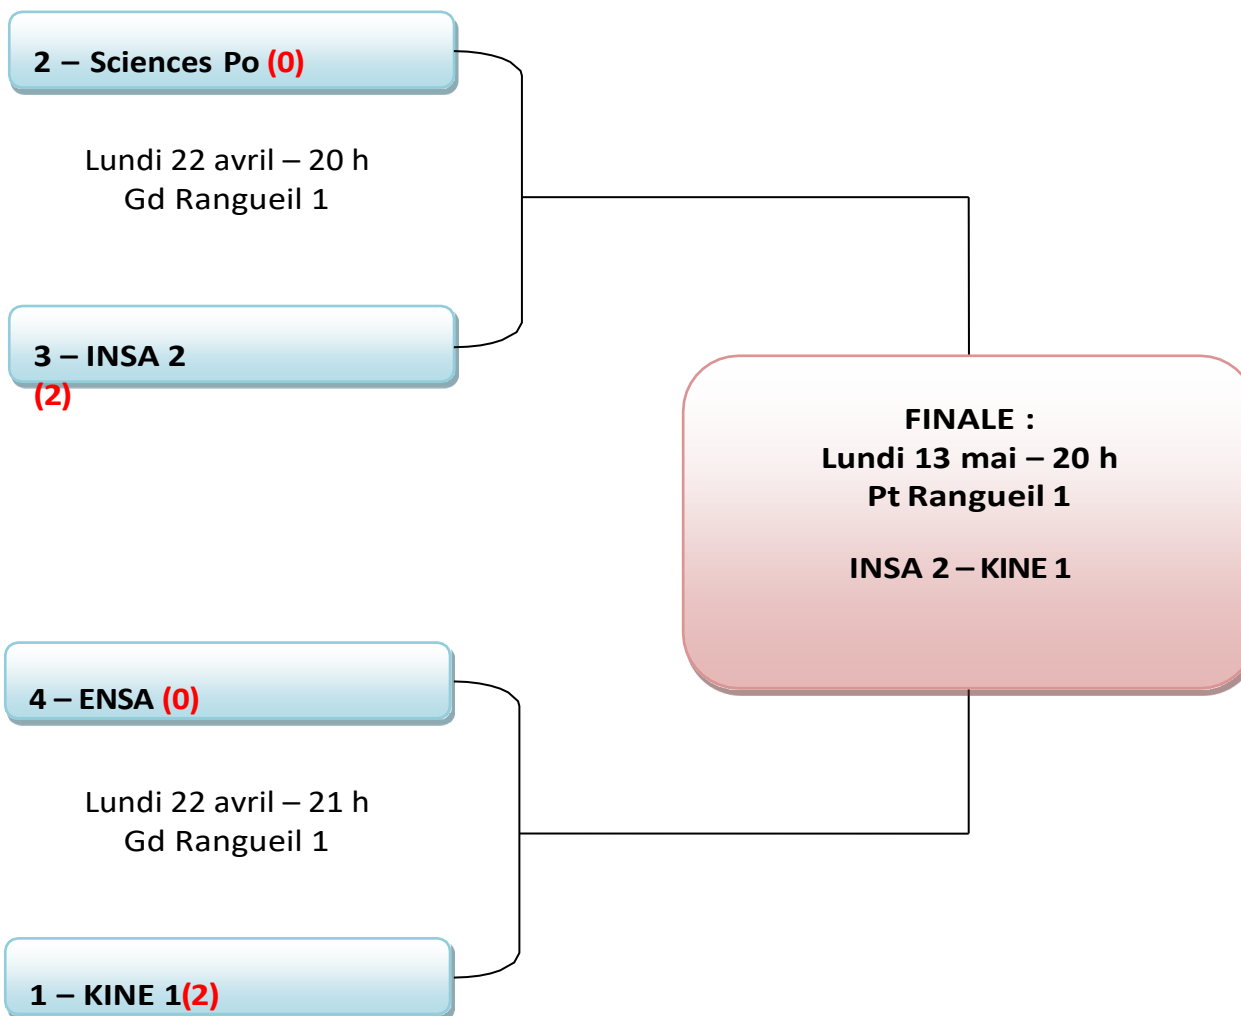 2 – Sciences Po (0)
Lundi 22 avril – 20 h
Gd Rangueil 1
3 – INSA 2
(2)
FINALE :
Lundi 13 mai – 20 h
Pt Rangueil 1
INSA 2 – KINE 1
4 – ENSA (0)
Lundi 22 avril – 21 h
Gd Rangueil 1
1 – KINE 1(2)